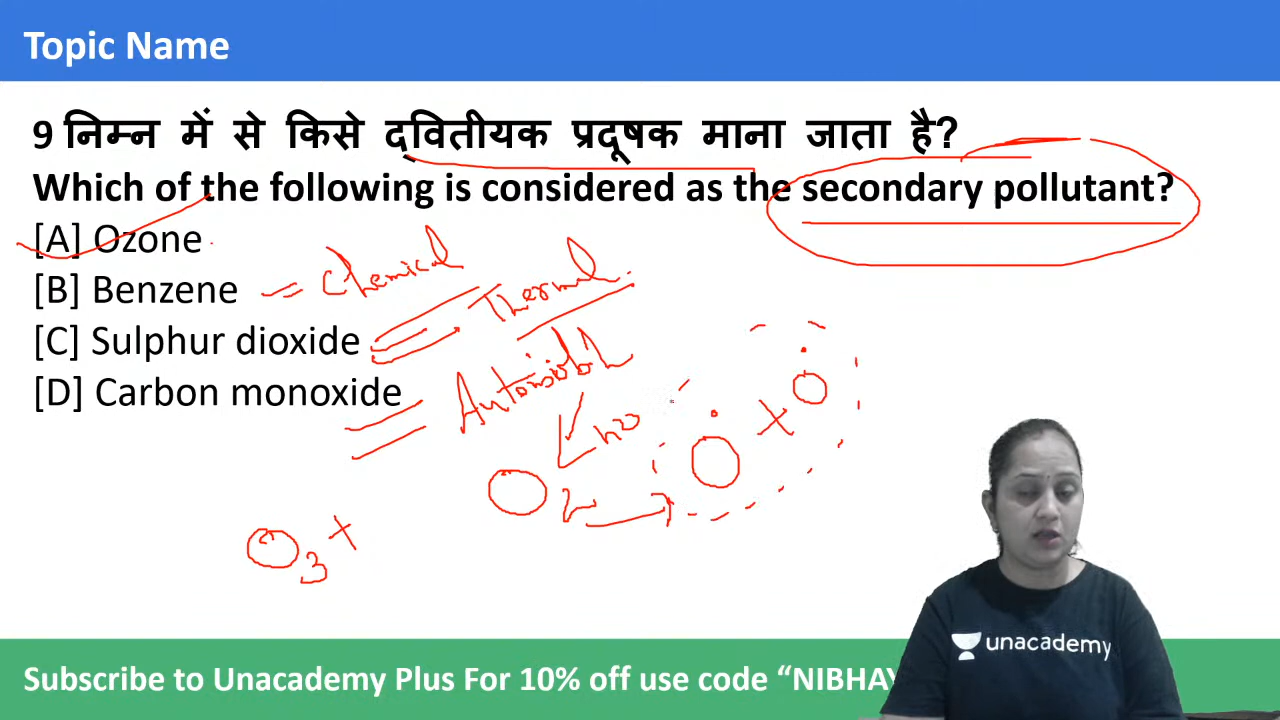 Topic Name
9 निम्न में से किसे द्वितीयक प्रदूषक माना जाता है?
Which of the following is considered as the secondary pollutant?
[A] Ozone
[B] Benzene = Chemical
[C] Sulphur dioxide = Thermal
[D] Carbon monoxide =
O + O
O2 →
O3 +
unacademy
Subscribe to Unacademy Plus For 10% off use code “NIBHAY